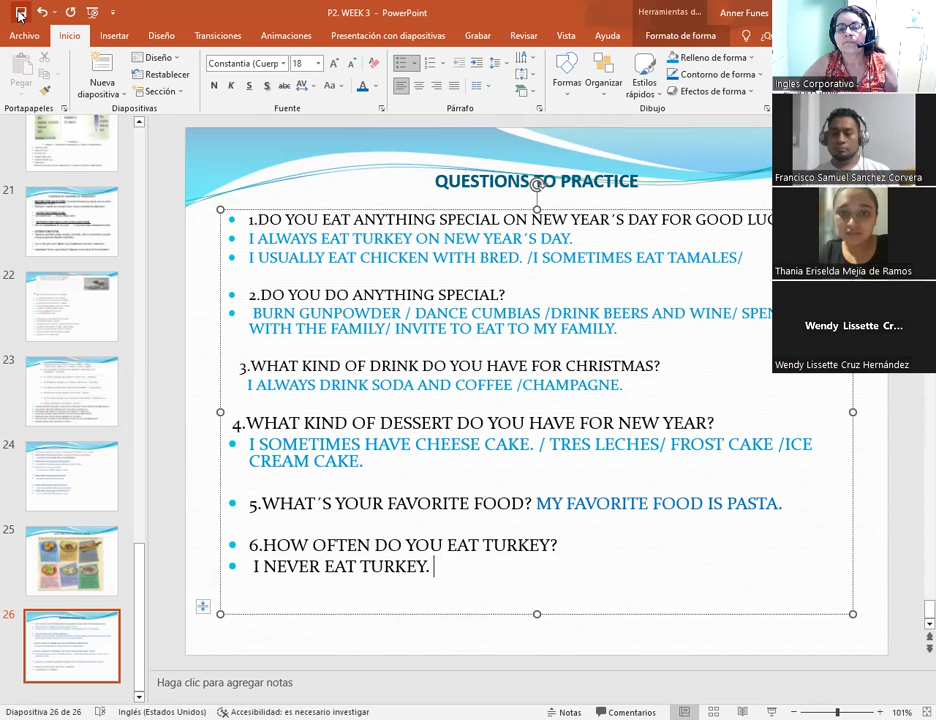 P2. WEEK 3 - PowerPoint
Herramientas d...
Anner Funes
Archivo
Inicio
Insertar
Diseño
Transiciones
Animaciones
Presentación con diapositivas
Grabar
Revisar
Vista
Ayuda
Formato de forma
Pegar
Nueva diapositiva
Diseño
Restablecer
Sección
Constantia (Cuerp
18
N K S abc AV Aa A
Formas
Organizar
Estilos rápidos
Relleno de forma
Contorno de forma
Efectos de forma
Portapapeles
Diapositivas
Fuente
Párrafo
Dibujo
Ingles Corporativo
Francisco Samuel Sanchez Corvera
Thania Eriselda Mejía de Ramos
Wendy Lissette Cr...
Wendy Lissette Cruz Hernández
21
22
23
24
25
26
QUESTIONS TO PRACTICE
1.DO YOU EAT ANYTHING SPECIAL ON NEW YEAR´S DAY FOR GOOD LUC
I ALWAYS EAT TURKEY ON NEW YEAR´S DAY.
I USUALLY EAT CHICKEN WITH BRED. /I SOMETIMES EAT TAMALES/
2.DO YOU DO ANYTHING SPECIAL?
BURN GUNPOWDER / DANCE CUMBIAS /DRINK BEERS AND WINE/ SPEN
WITH THE FAMILY/ INVITE TO EAT TO MY FAMILY.
3.WHAT KIND OF DRINK DO YOU HAVE FOR CHRISTMAS?
I ALWAYS DRINK SODA AND COFFEE /CHAMPAGNE.
4.WHAT KIND OF DESSERT DO YOU HAVE FOR NEW YEAR?
I SOMETIMES HAVE CHEESE CAKE. / TRES LECHES/ FROST CAKE /ICE
CREAM CAKE.
5.WHAT´S YOUR FAVORITE FOOD? MY FAVORITE FOOD IS PASTA.
6.HOW OFTEN DO YOU EAT TURKEY?
I NEVER EAT TURKEY.
Haga clic para agregar notas
Diapositiva 26 de 26
Inglés (Estados Unidos)
Accesibilidad: es necesario investigar
Notas
Comentarios
101%